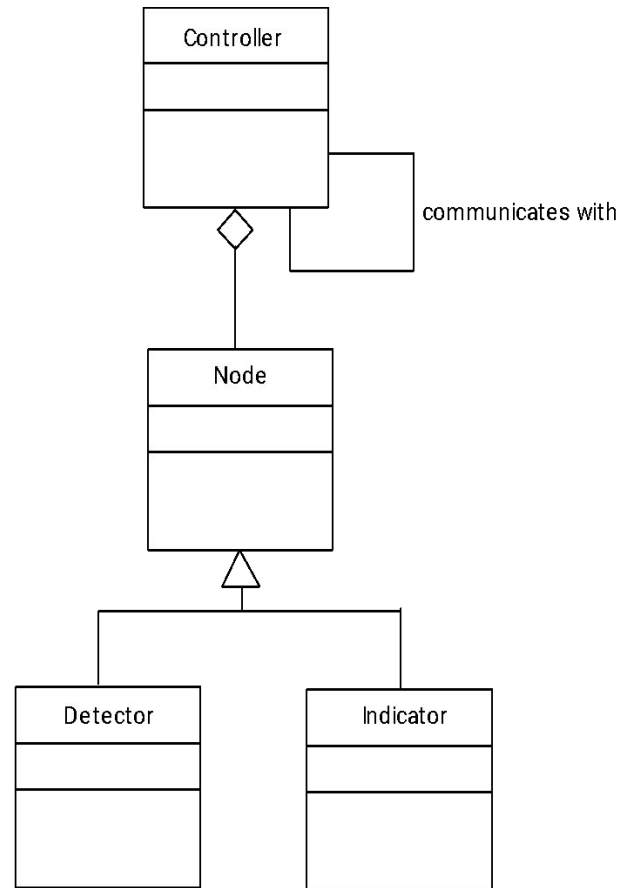 Controller
communicates with
Node
Detector
Indicator